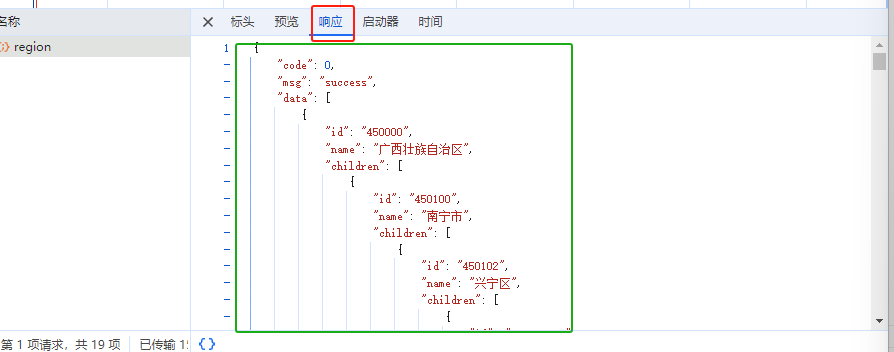 名称
标头 预览 响应 启动器 时间
region
1 {
"code": 0,
"msg": "success",
"data": [
{
"id": "450000",
"name": "广西壮族自治区",
"children": [
{
"id": "450100",
"name": "南宁市",
"children": [
{
"id": "450102",
"name": "兴宁区",
"children": [
{
第 1 项请求，共 19 项 已传输 15 {}